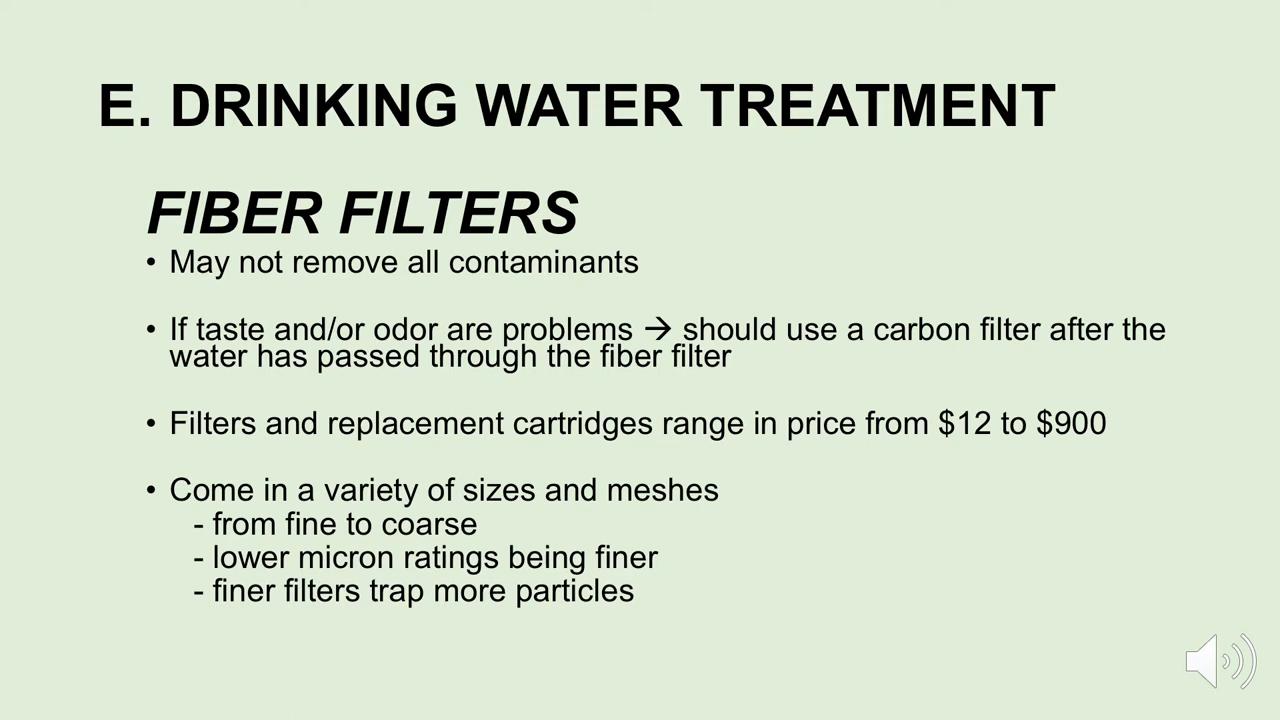 E. DRINKING WATER TREATMENT
FIBER FILTERS
• May not remove all contaminants
• If taste and/or odor are problems → should use a carbon filter after the
water has passed through the fiber filter
• Filters and replacement cartridges range in price from $12 to $900
• Come in a variety of sizes and meshes
- from fine to coarse
- lower micron ratings being finer
- finer filters trap more particles